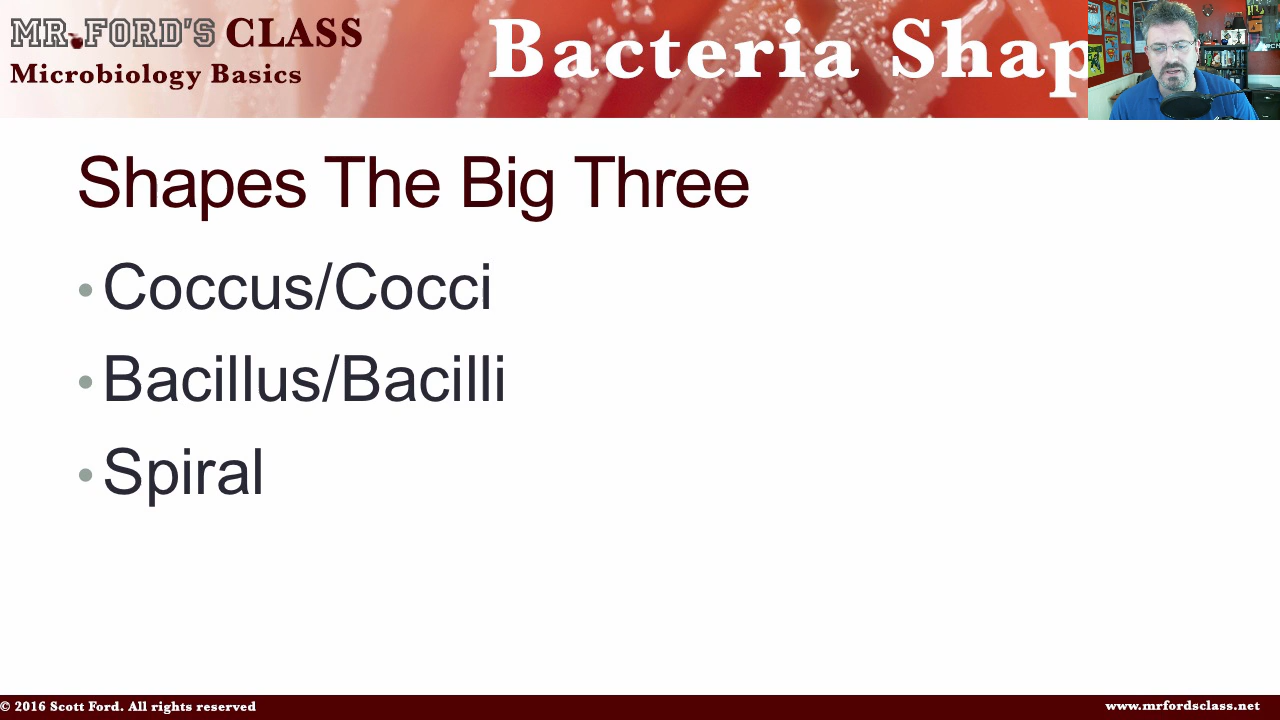 MR.FORD'S CLASS
Microbiology Basics
Bacteria Shap
Shapes The Big Three
• Coccus/Cocci
• Bacillus/Bacilli
• Spiral
© 2016 Scott Ford. All rights reserved
www.mrfordsclass.net